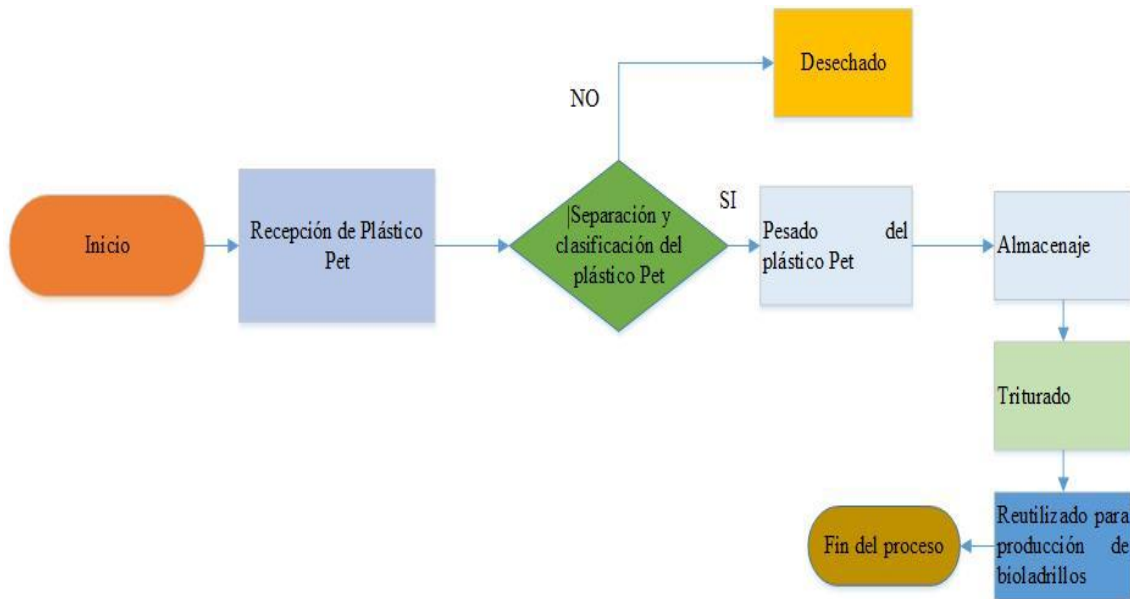 Desechado
NO
Inicio
Recepción de Plástico
Pet
|Separación y
clasificación del
plástico Pet
SI
Pesado del
plástico Pet
Almacenaje
Triturado
Reutilizado para
producción de
bioladrillos
Fin del proceso